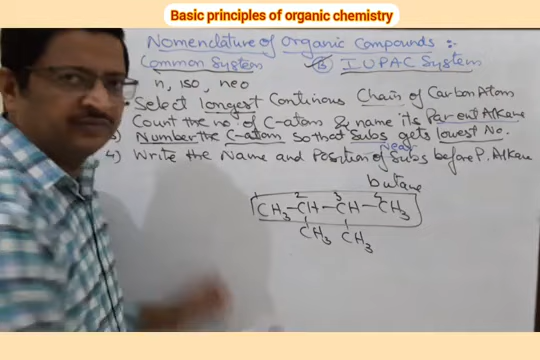 Basic principles of organic chemistry
Nomenclature of Organic Compounds :-
Common System B IUPAC System
n, iso, neo
Select longest Continous Chain of Carbon Atom
Count the no. of C-atom & name its Parent Alkane
Number the C-atom so that Subs gets lowest No.
Near
4) Write the Name and Position of Subs before P. Alkane
butane
1 2 3 4
CH3-CH-CH-CH3
CH3 CH3